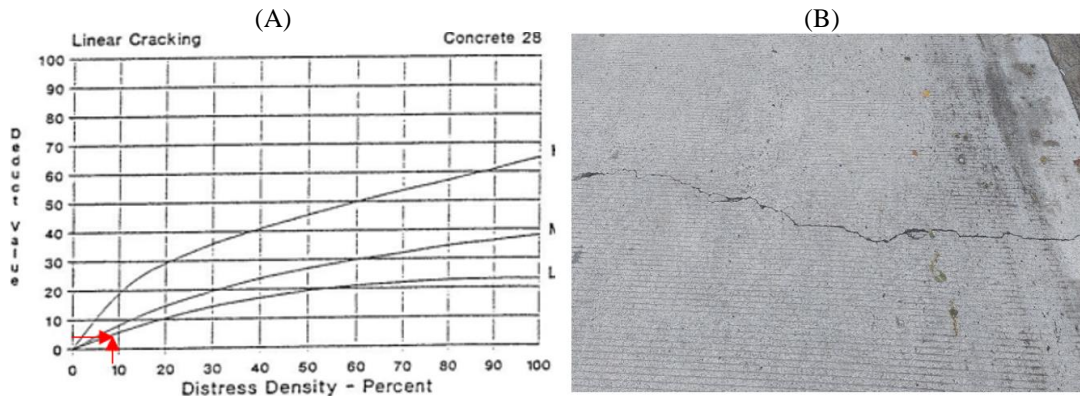 (A)
(B)
Linear Cracking Concrete 28
100
90
80
70
60
50
40
30
20
10
0
Deduct Value
H
M
L
0 10 20 30 40 50 60 70 80 90 100
Distress Density - Percent